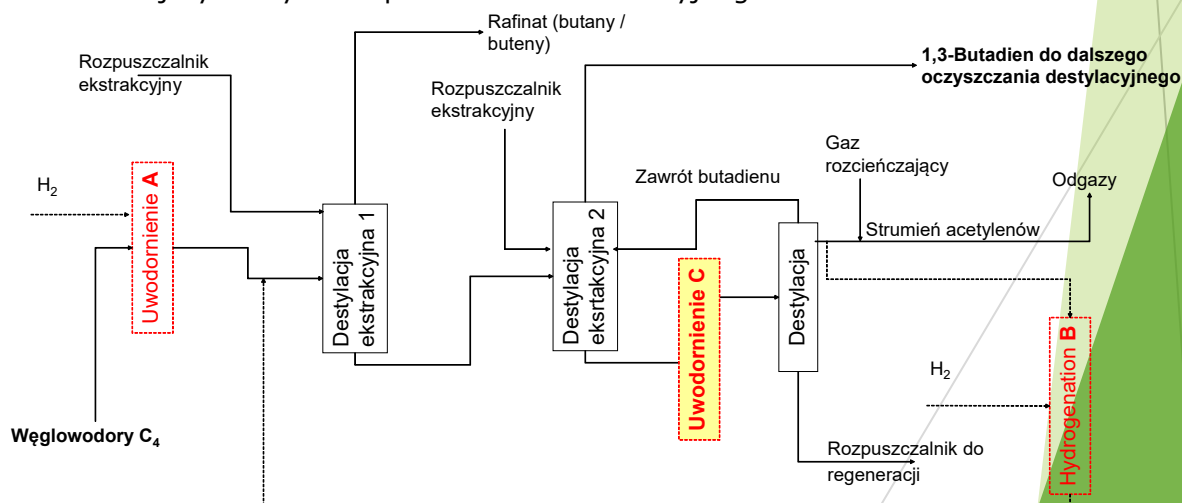 Rafinat (butany /
buteny)
Rozpuszczalnik
ekstrakcyjny
1,3-Butadien do dalszego
oczyszczania destylacyjnego
Rozpuszczalnik
ekstrakcyjny
Gaz
rozcieńczający
H2
Uwodornienie A
Zawrót butadienu
Odgazy
Strumień acetylenów
Destylacja
ekstrakcyjna 1
Destylacja
eksrtakcyjna 2
Uwodornienie C
Destylacja
H2
Hydrogenation B
Węglowodory C4
Rozpuszczalnik do
regeneracji